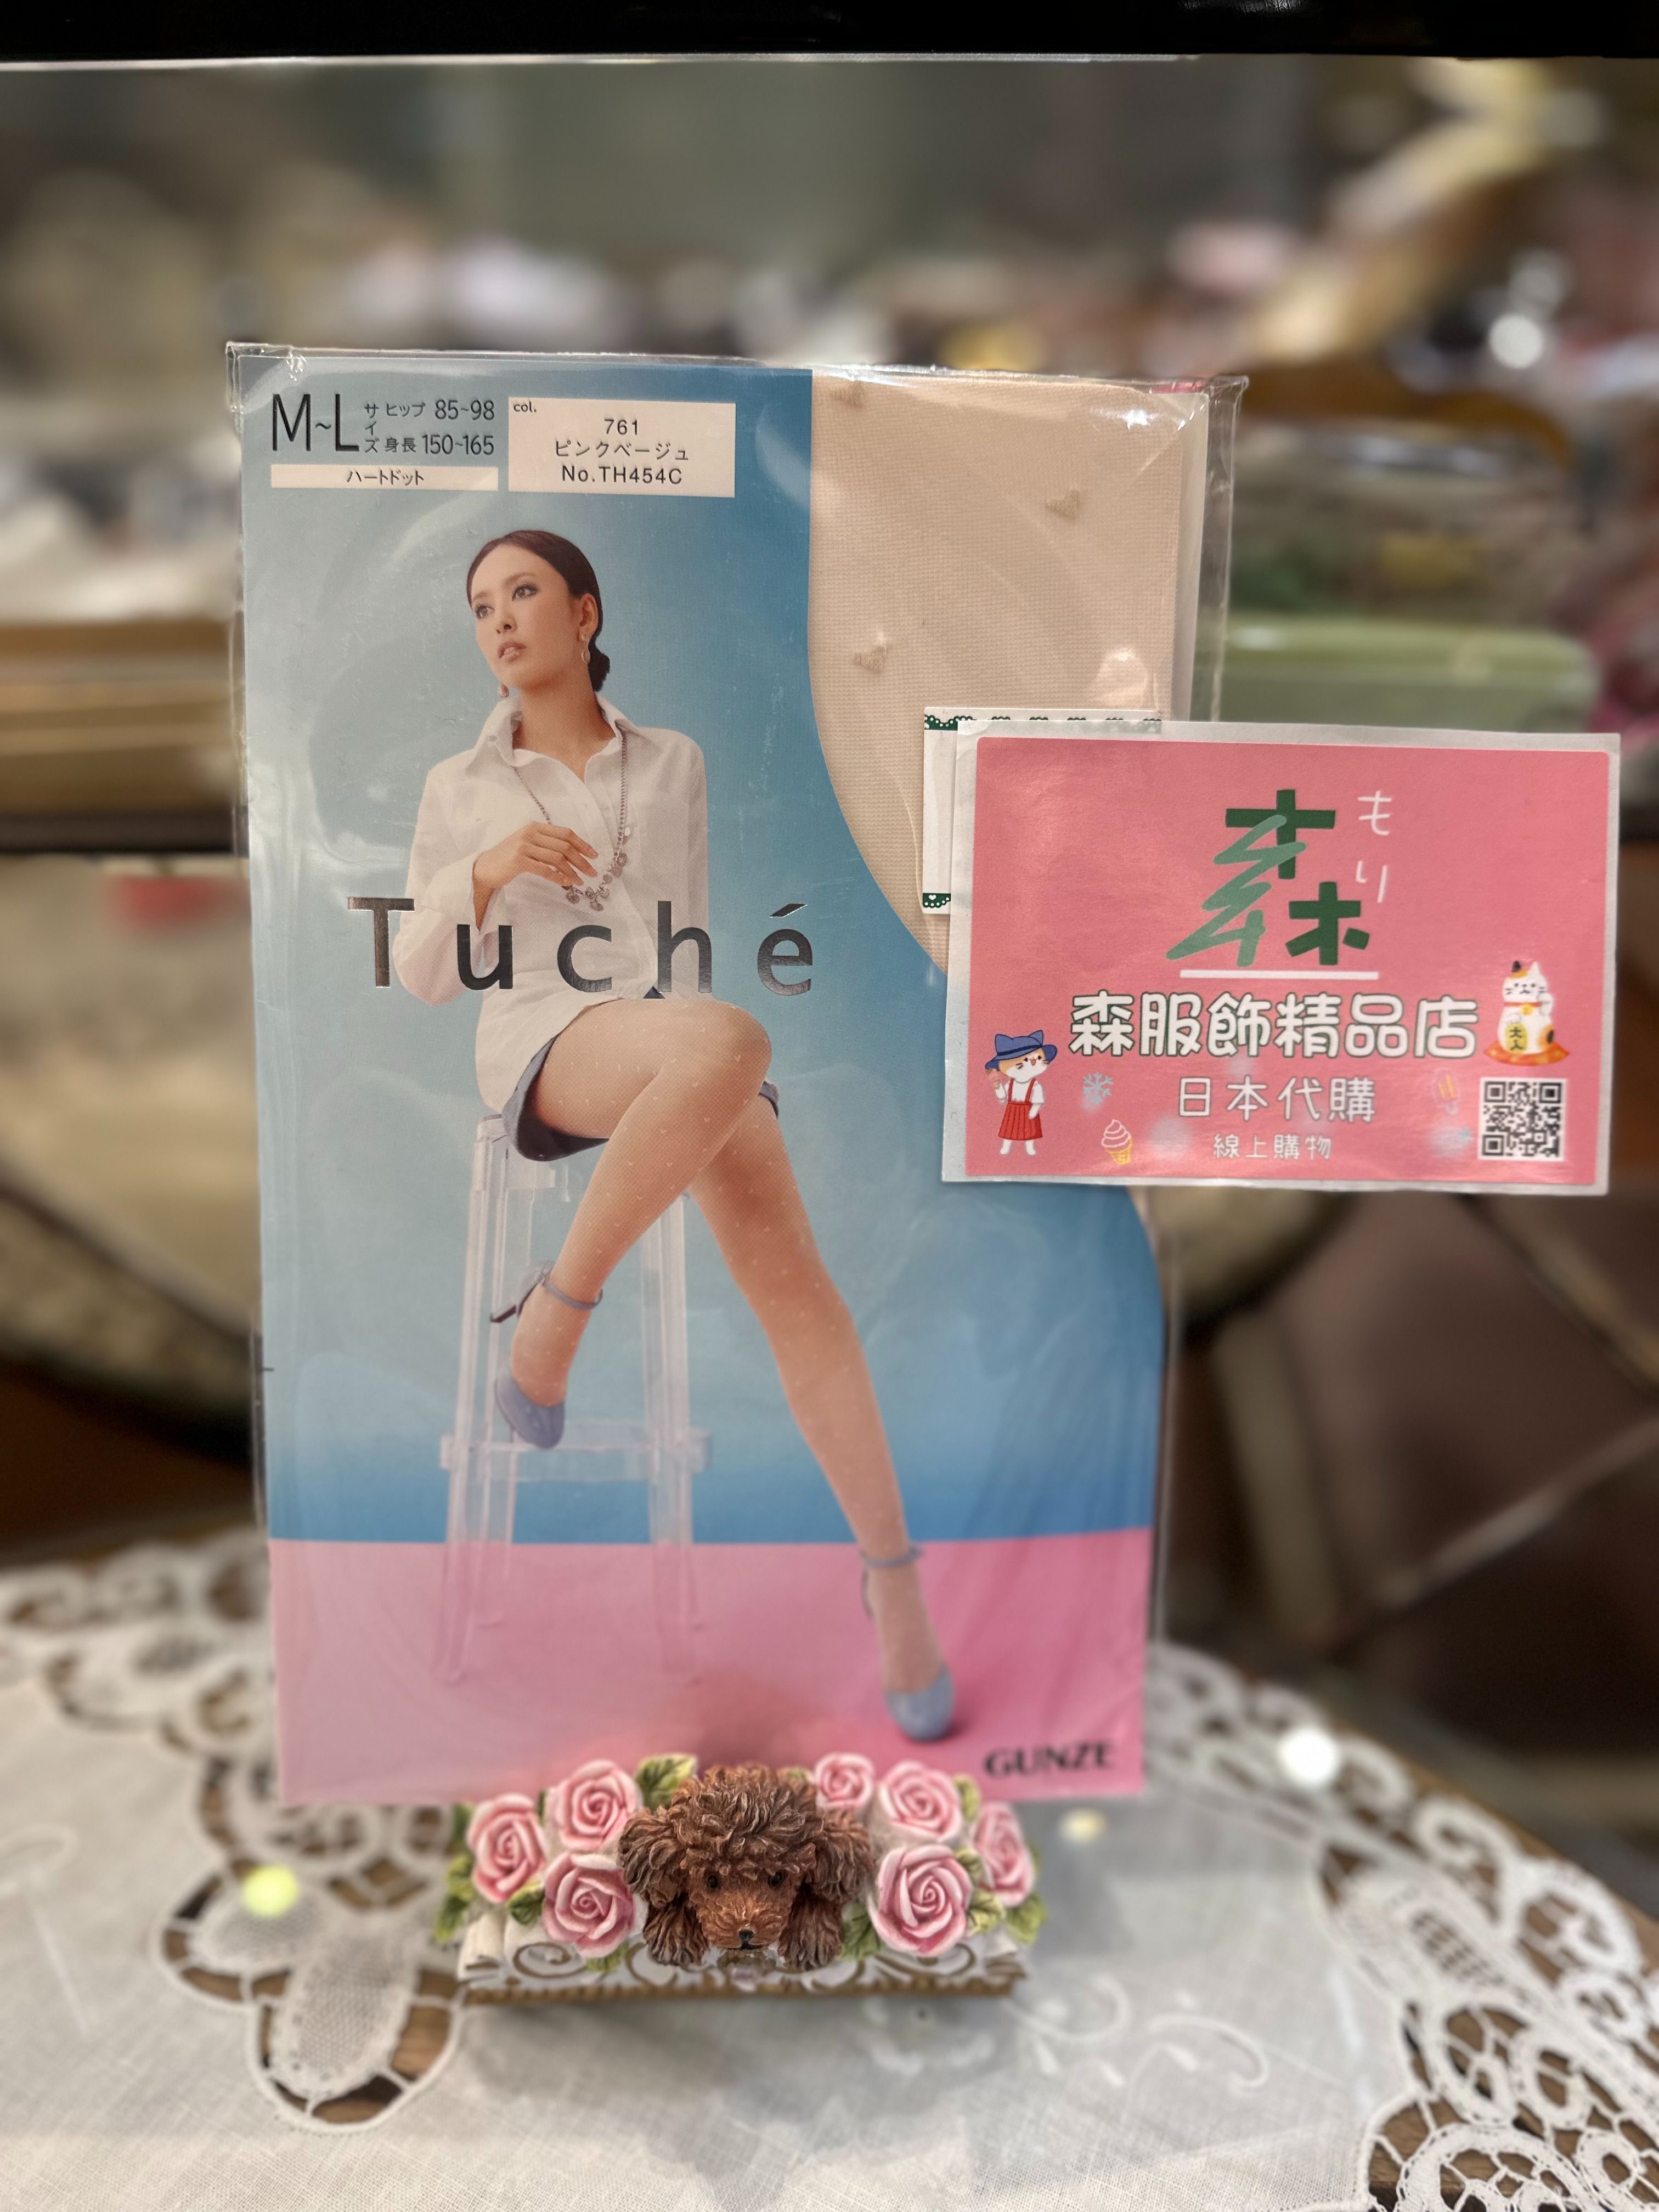 M~L サイズ ヒップ 85~98
身長 150~165
ハートドット
col.
761
ピンクベージュ
No.TH454C
Tuché
GUNZE
森 もり
森服飾精品店
日本代購
線上購物